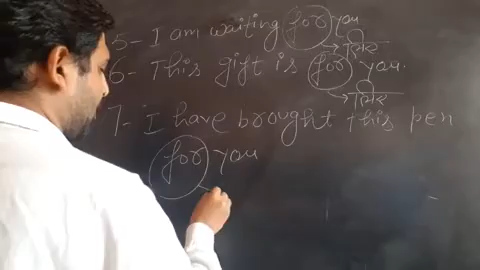 5- I am waiting for you
→ लिए
6- This gift is for you.
→ लिए
7- I have brought this pen
for you